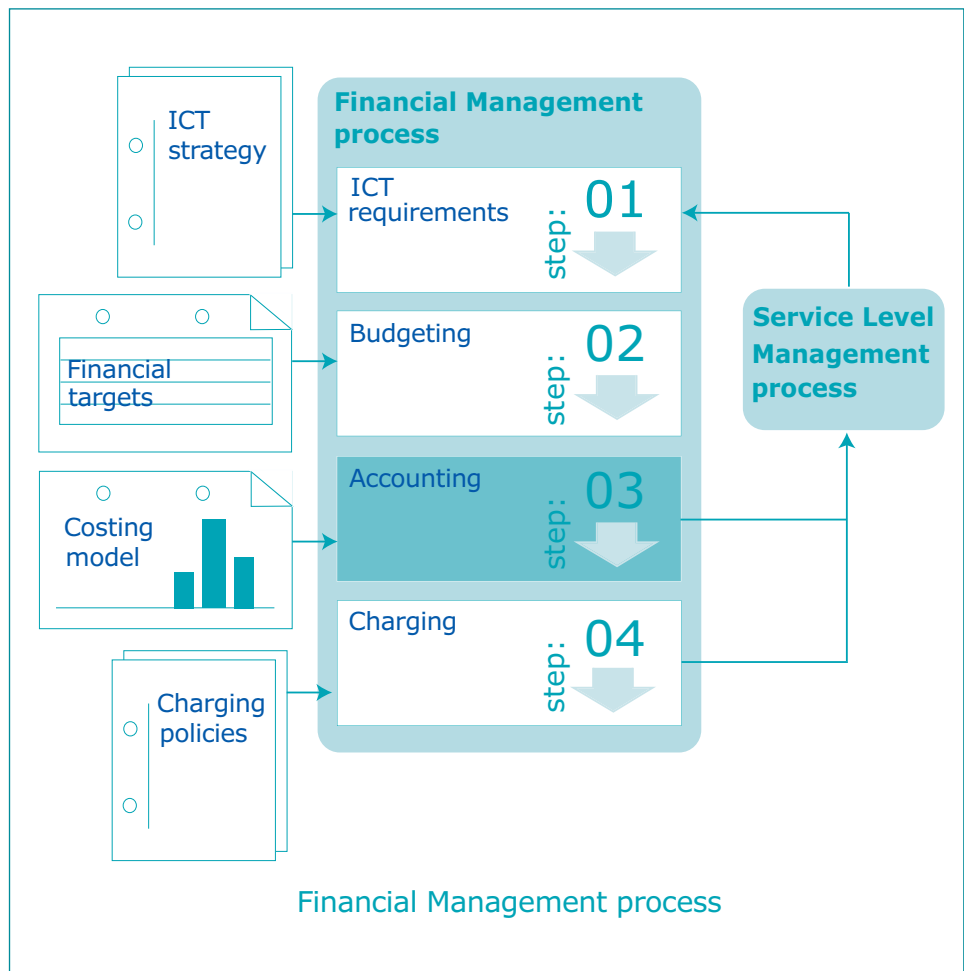 ICT
strategy
Financial
targets
Costing
model
Charging
policies
Financial Management
process
ICT
requirements
step:
01
Budgeting
step:
02
Accounting
step:
03
Charging
step:
04
Service Level
Management
process
Financial Management process